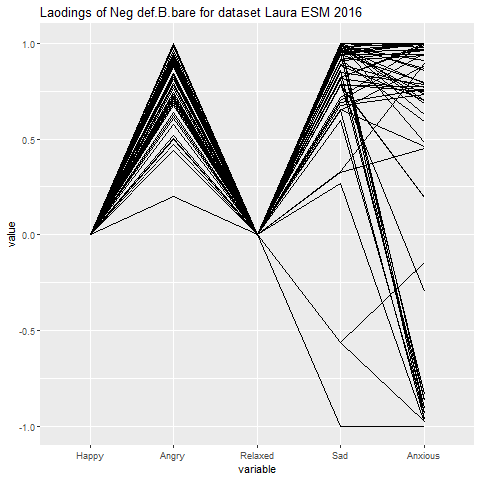 Laodings of Neg def.B.bare for dataset Laura ESM 2016
1.0
0.5
0.0
-0.5
-1.0
value
Happy Angry Relaxed Sad Anxious
variable